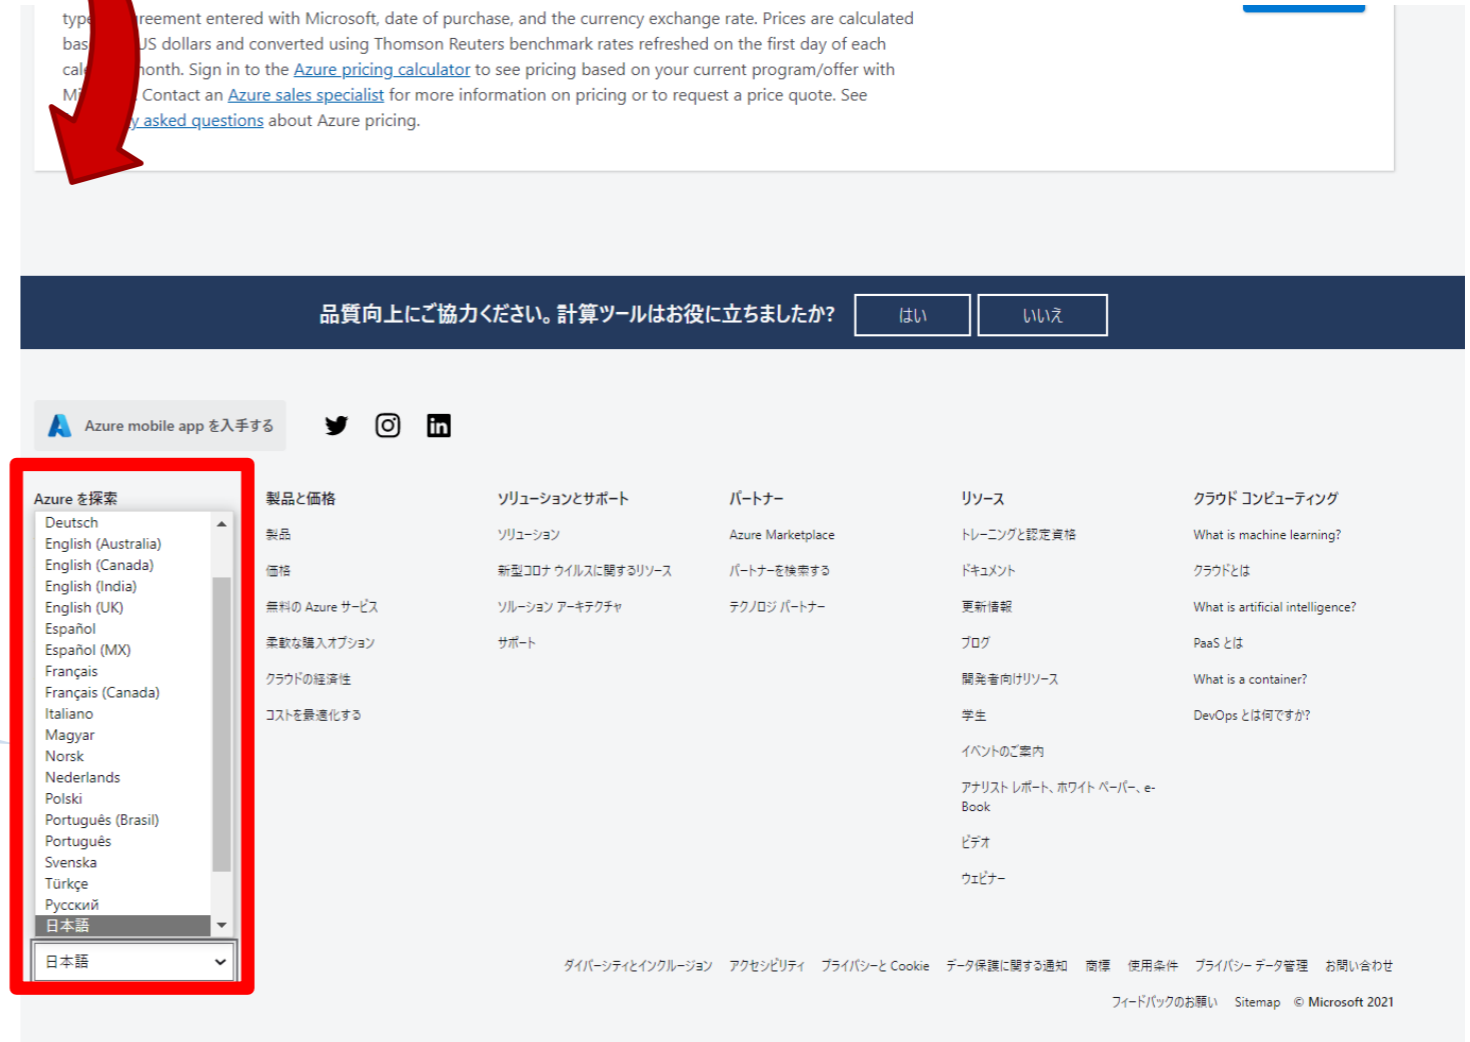 type reement entered with Microsoft, date of purchase, and the currency exchange rate. Prices are calculated
bas US dollars and converted using Thomson Reuters benchmark rates refreshed on the first day of each
cale month. Sign in to the Azure pricing calculator to see pricing based on your current program/offer with
Mi Contact an Azure sales specialist for more information on pricing or to request a price quote. See
y asked questions about Azure pricing.
品質向上にご協力ください。計算ツールはお役に立ちましたか? はい いいえ
Azure mobile app を入手する
Azure を探索
Deutsch
English (Australia)
English (Canada)
English (India)
English (UK)
Español
Español (MX)
Français
Français (Canada)
Italiano
Magyar
Norsk
Nederlands
Polski
Português (Brasil)
Português
Svenska
Türkçe
Русский
日本語
日本語
製品と価格
製品
価格
無料の Azure サービス
柔軟な購入オプション
クラウドの経済性
コストを最適化する
ソリューションとサポート
ソリューション
新型コロナ ウイルスに関するリソース
ソルーション アーキテクチャ
サポート
パートナー
Azure Marketplace
パートナーを検索する
テクノロジ パートナー
リソース
トレーニングと認定資格
ドキュメント
更新情報
ブログ
開発者向けリソース
学生
イベントのご案内
アナリスト レポート、ホワイト ペーパー、e-
Book
ビデオ
ウェビナー
クラウド コンピューティング
What is machine learning?
クラウドとは
What is artificial intelligence?
PaaS とは
What is a container?
DevOps とは何ですか?
ダイバーシティとインクルージョン アクセシビリティ プライバシーと Cookie データ保護に関する通知 商標 使用条件 プライバシー データ管理 お問い合わせ
フィードバックのお願い Sitemap © Microsoft 2021